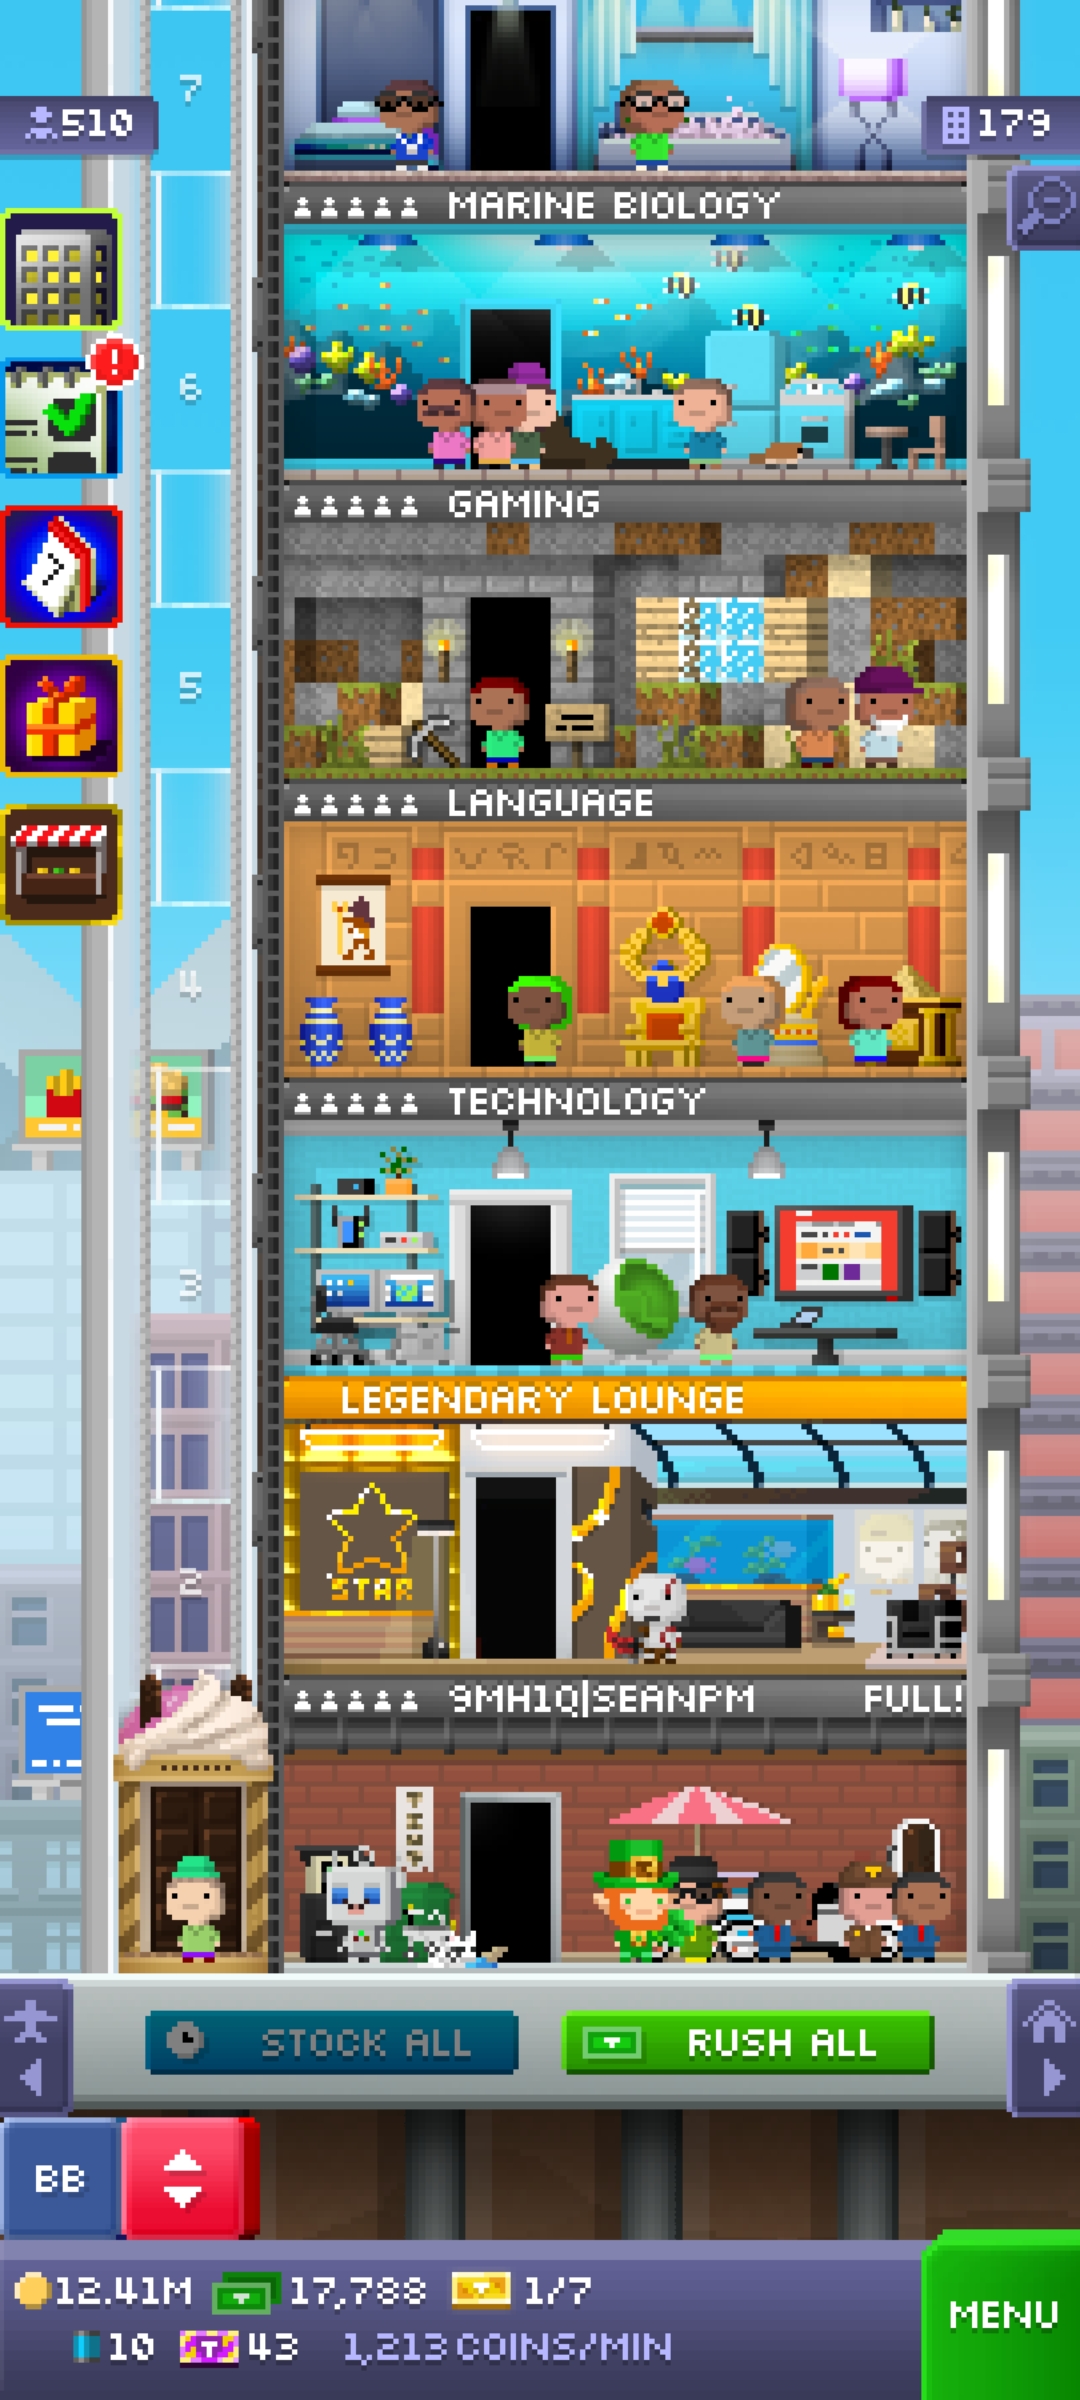 7
510
179
MARINE BIOLOGY
6
GAMING
5
LANGUAGE
4
TECHNOLOGY
3
LEGENDARY LOUNGE
STAR
2
9MH1Q|SEANPM FULL!
STOCK ALL
RUSH ALL
BB
12.41M 17,788 1/7
10 43 1,213 COINS/MIN
MENU